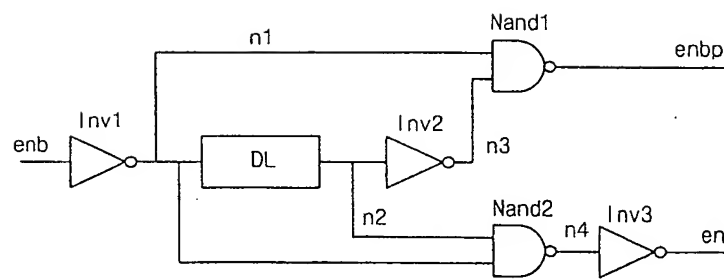 Nand1
n1
enbp
Inv1
Inv2
enb
DL
n3
Nand2
n2
n4
Inv3
en